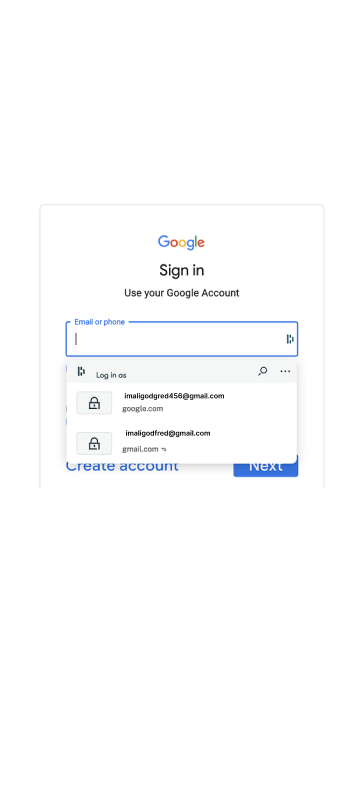 Google
Sign in
Use your Google Account
Email or phone
Log in as
imaligodgred456@gmail.com
google.com
imaligodfred@gmail.com
gmail.com
Create account
Next